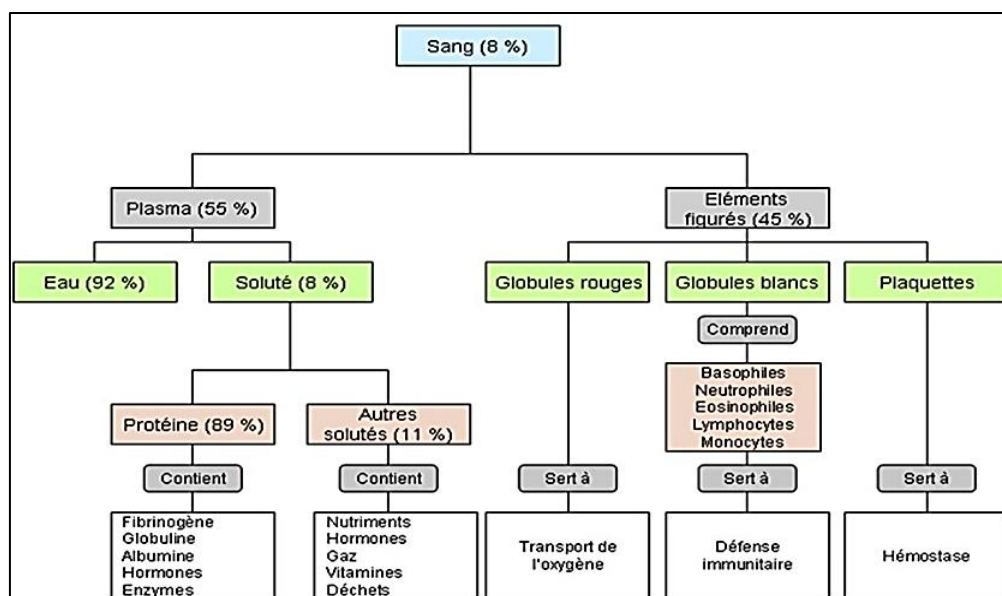 Sang (8 %)
Plasma (55 %)
Eléments
figurés (45 %)
Eau (92 %)
Soluté (8 %)
Globules rouges
Globules blancs
Plaquettes
Comprend
Basophiles
Neutrophiles
Eosinophiles
Lymphocytes
Monocytes
Protéine (89 %)
Autres
solutés (11 %)
Contient
Contient
Sert à
Sert à
Sert à
Fibrinogène
Globuline
Albumine
Hormones
Enzymes
Nutriments
Hormones
Gaz
Vitamines
Déchets
Transport de
l'oxygène
Défense
immunitaire
Hémostase